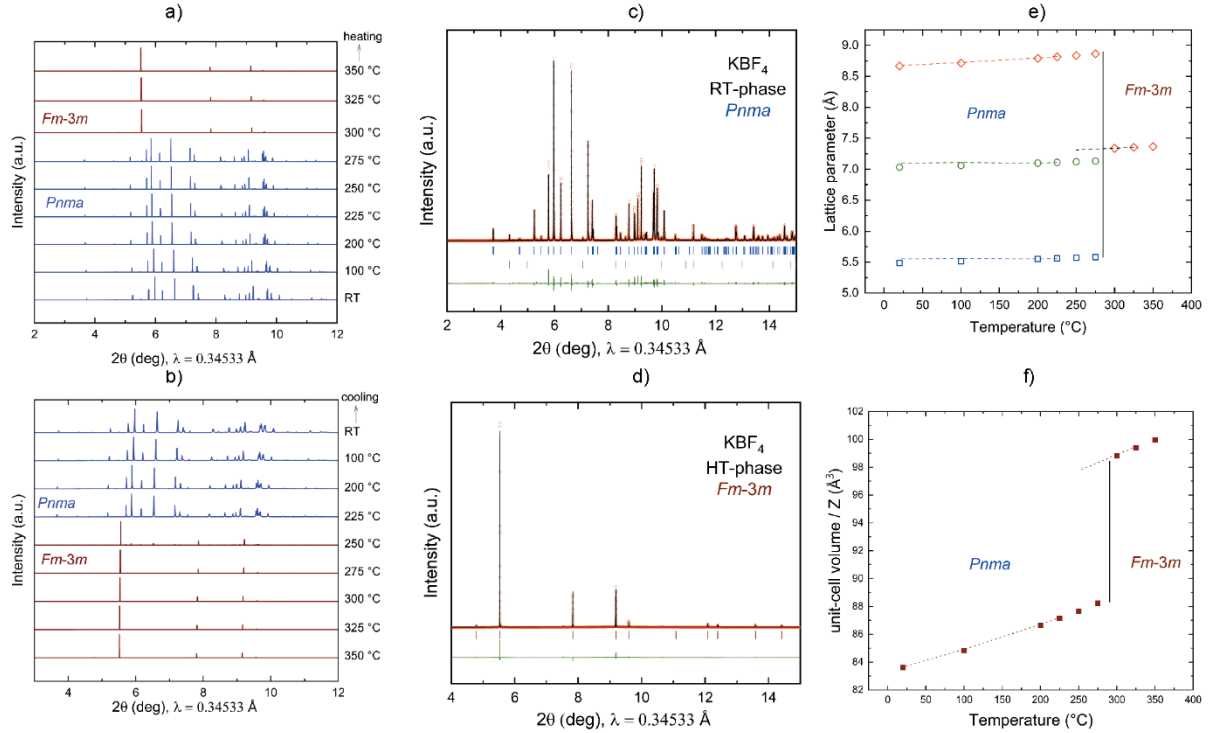 a)
Intensity (a.u.)
heating
350 °C
325 °C
Fm-3m
300 °C
275 °C
250 °C
Pnma
225 °C
200 °C
100 °C
RT
2 4 6 8 10 12
2θ (deg), λ = 0.34533 Å
b)
Intensity (a.u.)
cooling
RT
100 °C
200 °C
Pnma
225 °C
250 °C
Fm-3m
275 °C
300 °C
325 °C
350 °C
4 6 8 10 12
2θ (deg), λ = 0.34533 Å
c)
Intensity (a.u.)
KBF4
RT-phase
Pnma
2 4 6 8 10 12 14
2θ (deg), λ = 0.34533 Å
d)
Intensity (a.u.)
KBF4
HT-phase
Fm-3m
4 6 8 10 12 14
2θ (deg), λ = 0.34533 Å
e)
Lattice parameter (Å)
9.0
8.5
8.0
7.5
7.0
6.5
6.0
5.5
5.0
Pnma
Fm-3m
0 50 100 150 200 250 300 350 400
Temperature (°C)
f)
unit-cell volume / Z (Å3)
102
100
98
96
94
92
90
88
86
84
82
Pnma
Fm-3m
0 50 100 150 200 250 300 350 400
Temperature (°C)